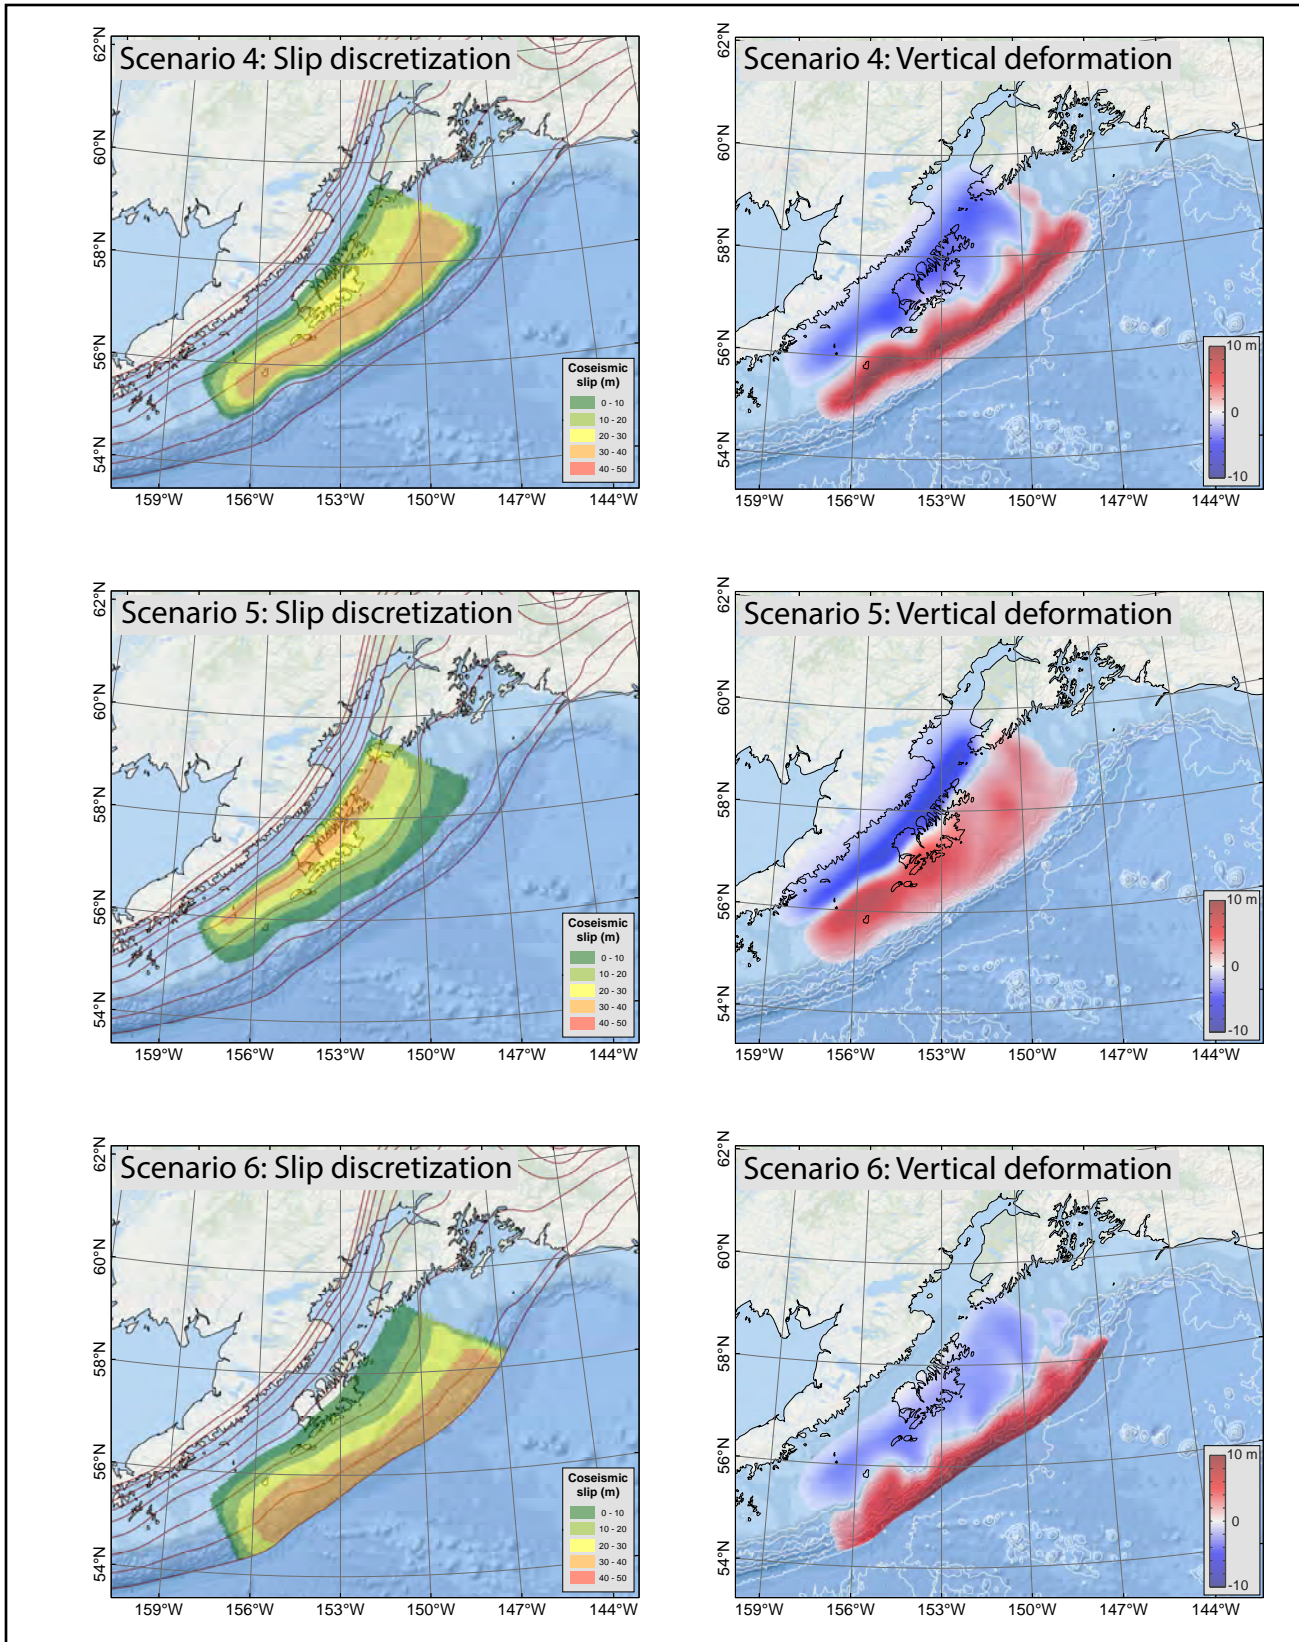 Scenario 4: Slip discretization
62°N
60°N
58°N
56°N
54°N
159°W 156°W 153°W 150°W 147°W
Coseismic
slip (m)
0 - 10
10 - 20
20 - 30
30 - 40
40 - 50
Scenario 4: Vertical deformation
62°N
60°N
58°N
56°N
54°N
159°W 156°W 153°W 150°W 147°W 144°W
10 m
0
-10
Scenario 5: Slip discretization
62°N
60°N
58°N
56°N
54°N
159°W 156°W 153°W 150°W 147°W
Coseismic
slip (m)
0 - 10
10 - 20
20 - 30
30 - 40
40 - 50
Scenario 5: Vertical deformation
62°N
60°N
58°N
56°N
54°N
159°W 156°W 153°W 150°W 147°W 144°W
10 m
0
-10
Scenario 6: Slip discretization
62°N
60°N
58°N
56°N
54°N
159°W 156°W 153°W 150°W 147°W
Coseismic
slip (m)
0 - 10
10 - 20
20 - 30
30 - 40
40 - 50
Scenario 6: Vertical deformation
62°N
60°N
58°N
56°N
54°N
159°W 156°W 153°W 150°W 147°W 144°W
10 m
0
-10